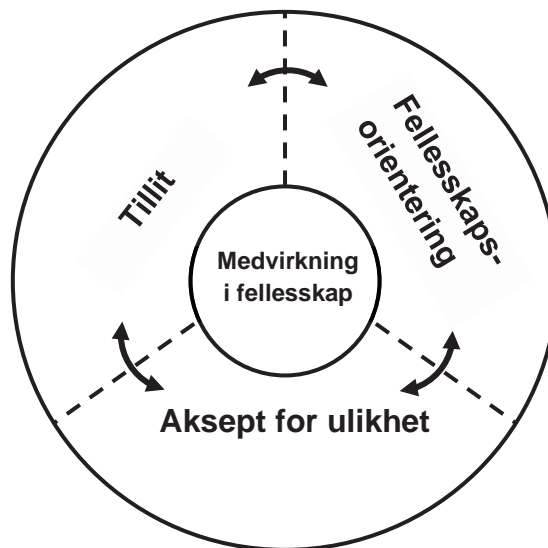 Tillit
Fellesskaps-
orientering
Medvirkning
i fellesskap
Aksept for ulikhet